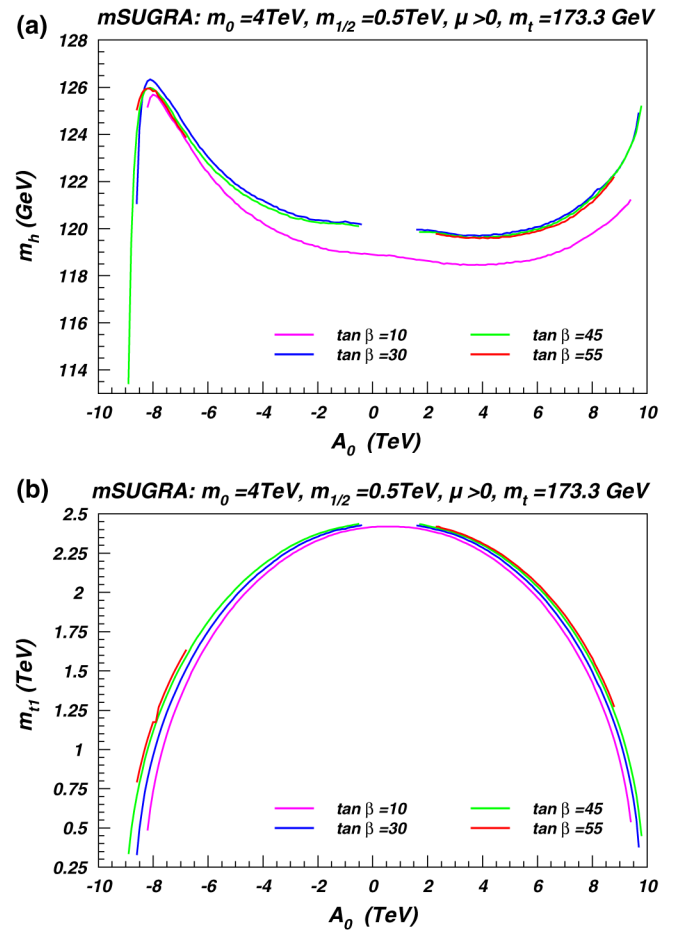 (a)
mSUGRA: m0 =4TeV, m1/2 =0.5TeV, μ >0, mt =173.3 GeV
128
126
124
122
120
118
116
114
mh (GeV)
tan β =10
tan β =45
tan β =30
tan β =55
-10 -8 -6 -4 -2 0 2 4 6 8 10
A0 (TeV)
(b)
mSUGRA: m0 =4TeV, m1/2 =0.5TeV, μ >0, mt =173.3 GeV
2.5
2.25
2
1.75
1.5
1.25
1
0.75
0.5
0.25
mt1 (TeV)
tan β =10
tan β =45
tan β =30
tan β =55
-10 -8 -6 -4 -2 0 2 4 6 8 10
A0 (TeV)